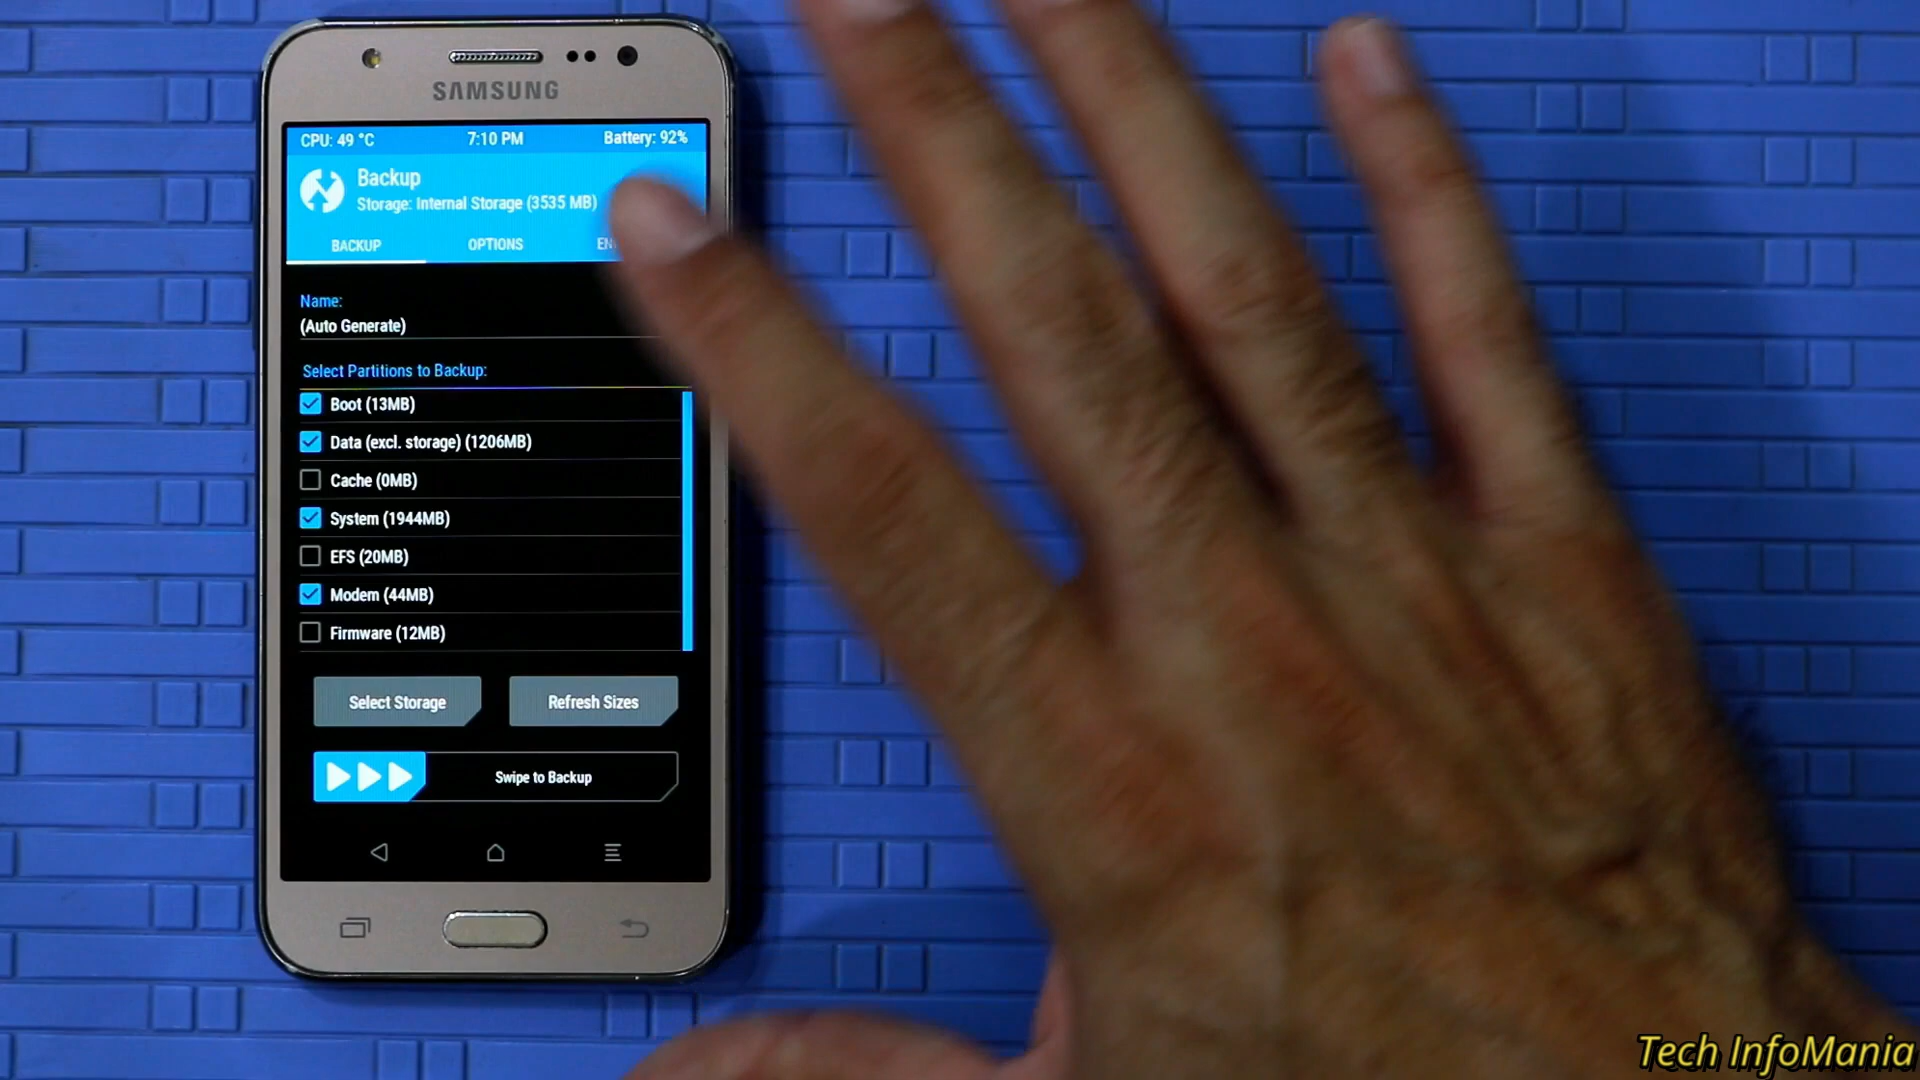 SAMSUNG
CPU: 49 °C 7:10 PM Battery: 92%
Backup
Storage: Internal Storage (3535 MB)
BACKUP OPTIONS
Name:
(Auto Generate)
Select Partitions to Backup:
Boot (13MB)
Data (excl. storage) (1206MB)
Cache (0MB)
System (1944MB)
EFS (20MB)
Modem (44MB)
Firmware (12MB)
Select Storage Refresh Sizes
Swipe to Backup
Tech InfoMania